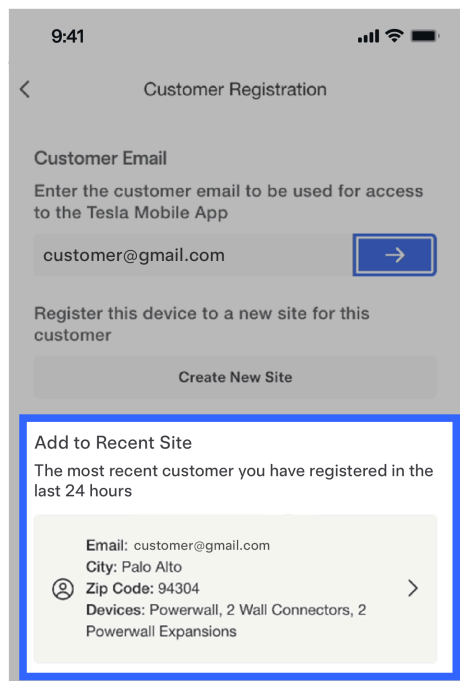 9:41
Customer Registration
Customer Email
Enter the customer email to be used for access
to the Tesla Mobile App
customer@gmail.com
Register this device to a new site for this
customer
Create New Site
Add to Recent Site
The most recent customer you have registered in the
last 24 hours
Email: customer@gmail.com
City: Palo Alto
Zip Code: 94304
Devices: Powerwall, 2 Wall Connectors, 2
Powerwall Expansions